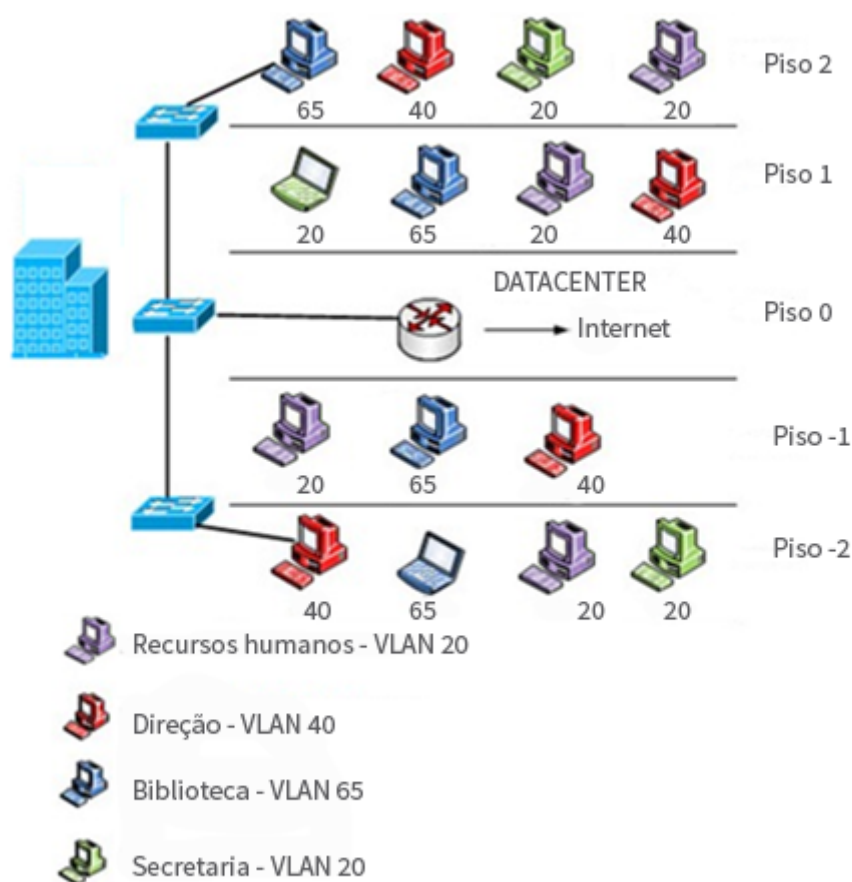 Piso 2
65 40 20 20
Piso 1
20 65 20 40
DATACENTER
Piso 0
Internet
Piso -1
20 65 40
Piso -2
40 65 20 20
Recursos humanos - VLAN 20
Direção - VLAN 40
Biblioteca - VLAN 65
Secretaria - VLAN 20